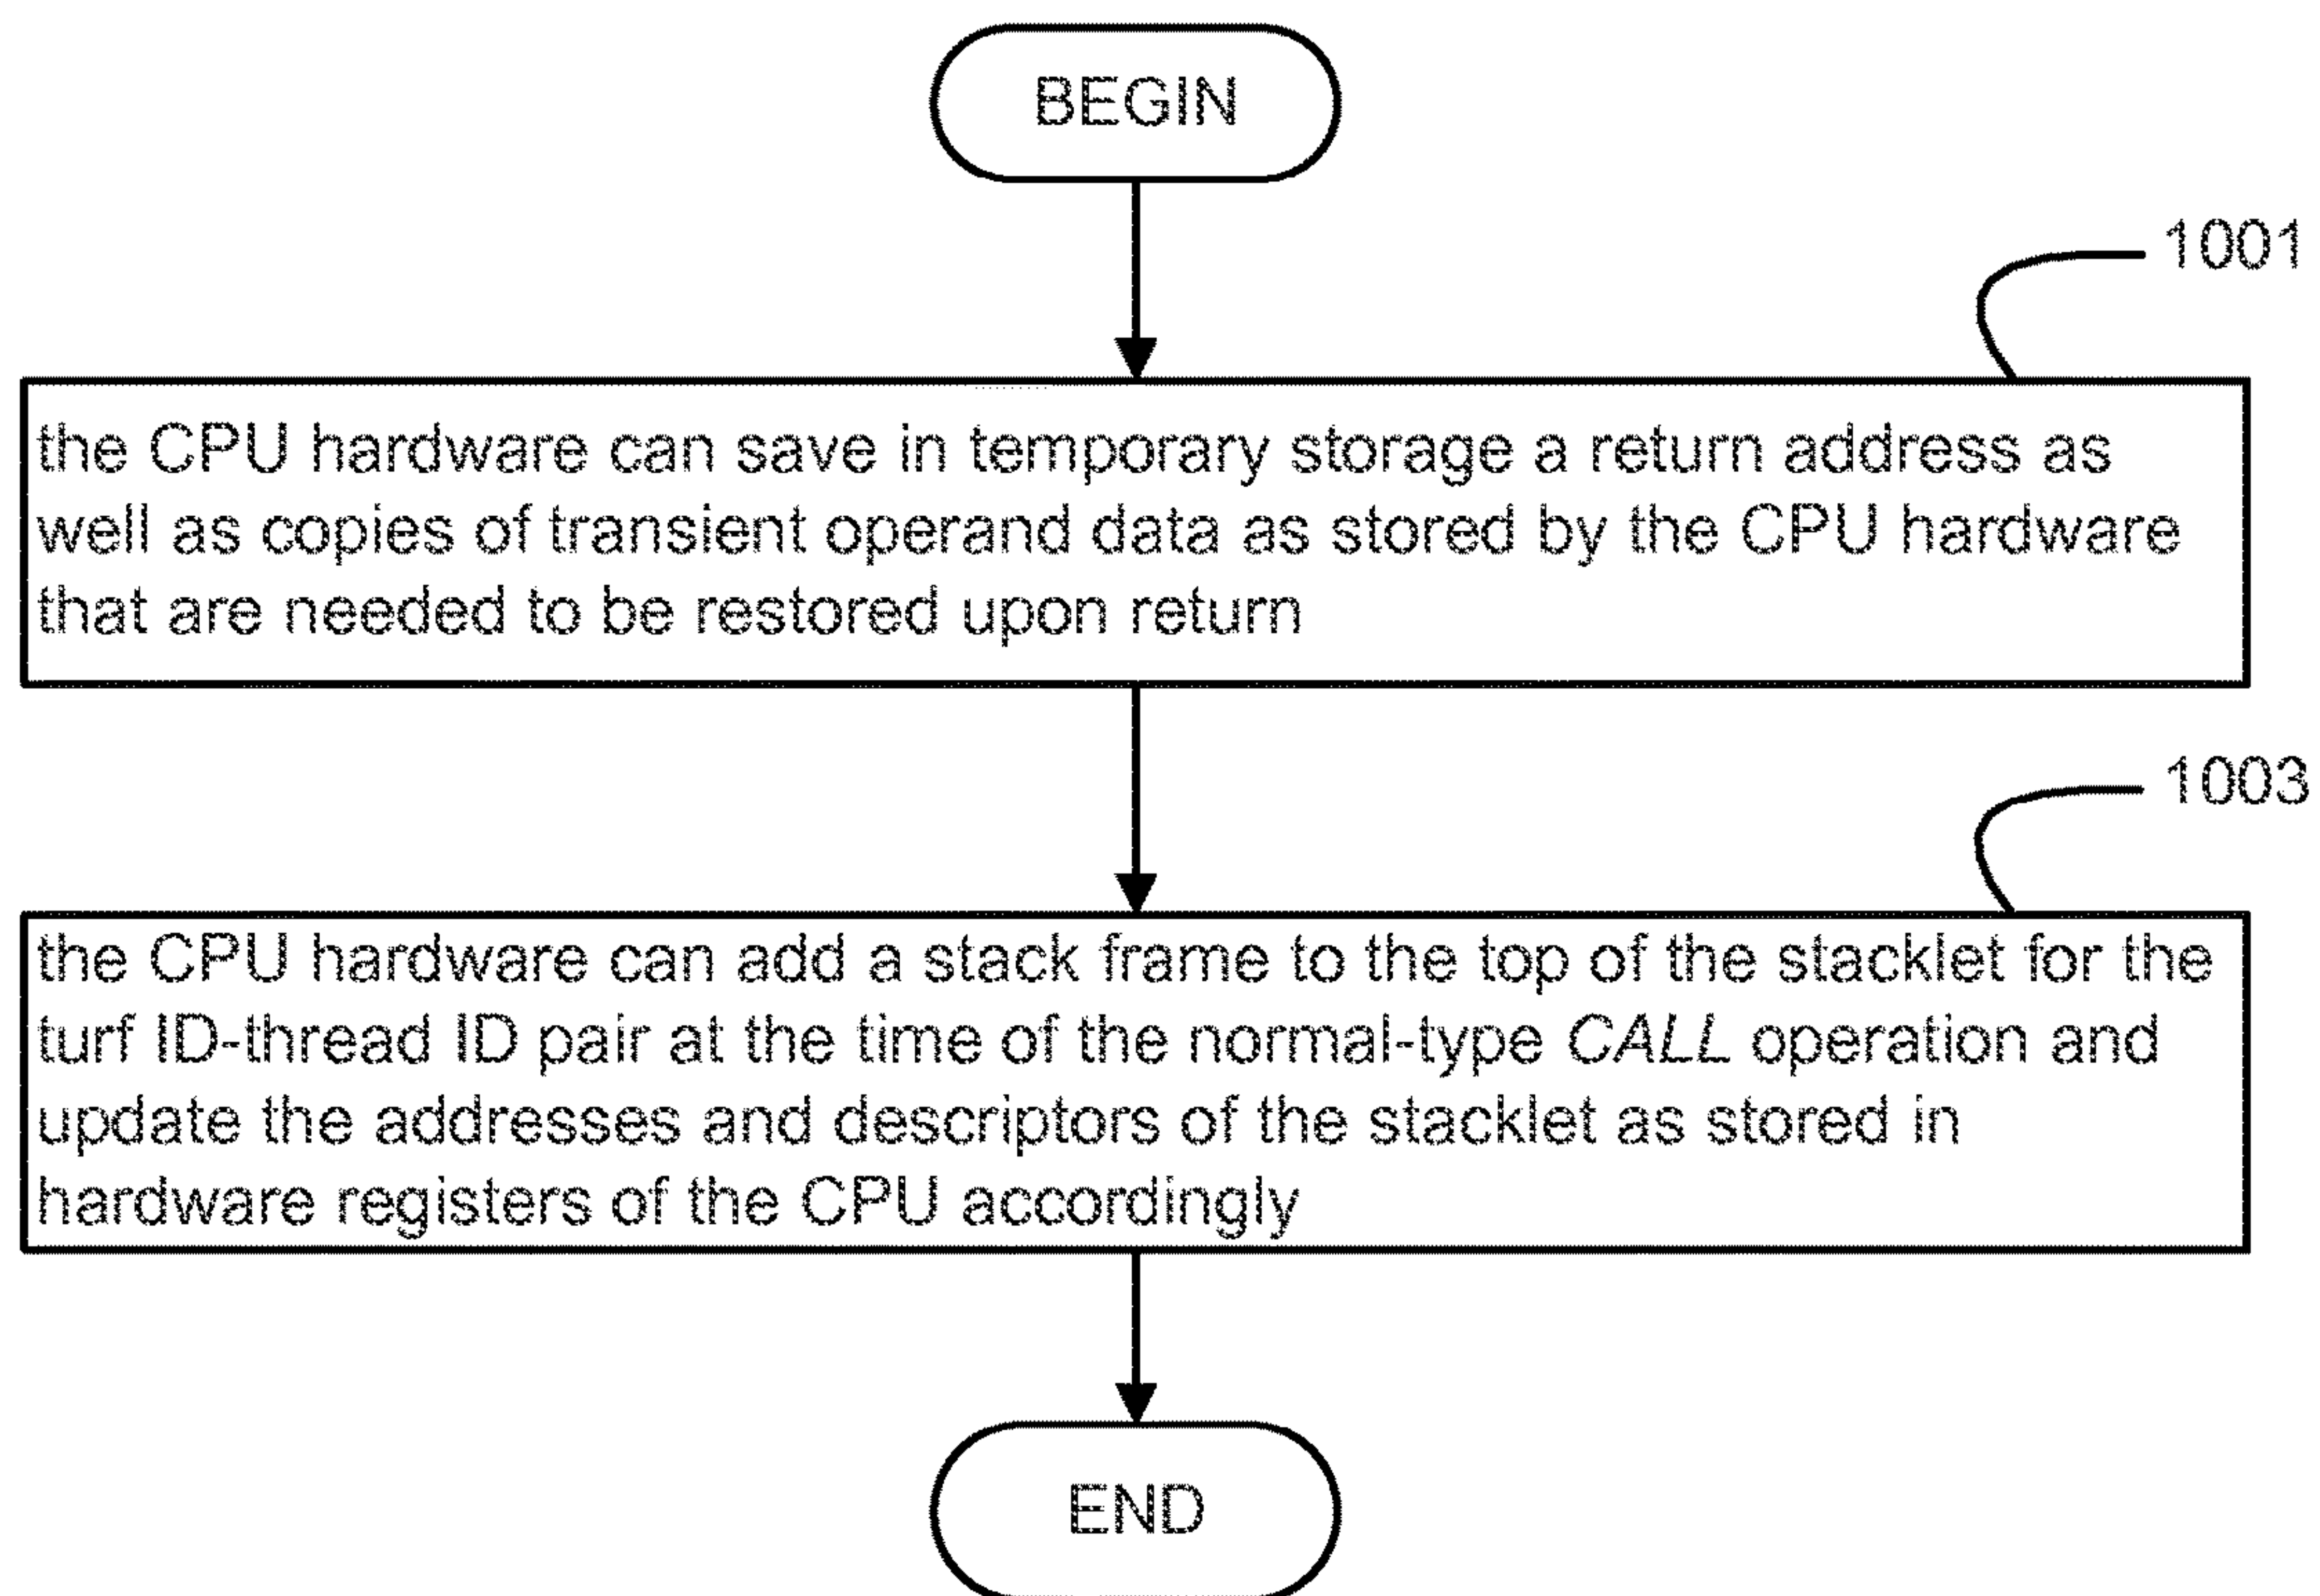 BEGIN
1001
the CPU hardware can save in temporary storage a return address as
well as copies of transient operand data as stored by the CPU hardware
that are needed to be restored upon return
1003
the CPU hardware can add a stack frame to the top of the stacklet for the
turf ID-thread ID pair at the time of the normal-type CALL operation and
update the addresses and descriptors of the stacklet as stored in
hardware registers of the CPU accordingly
END